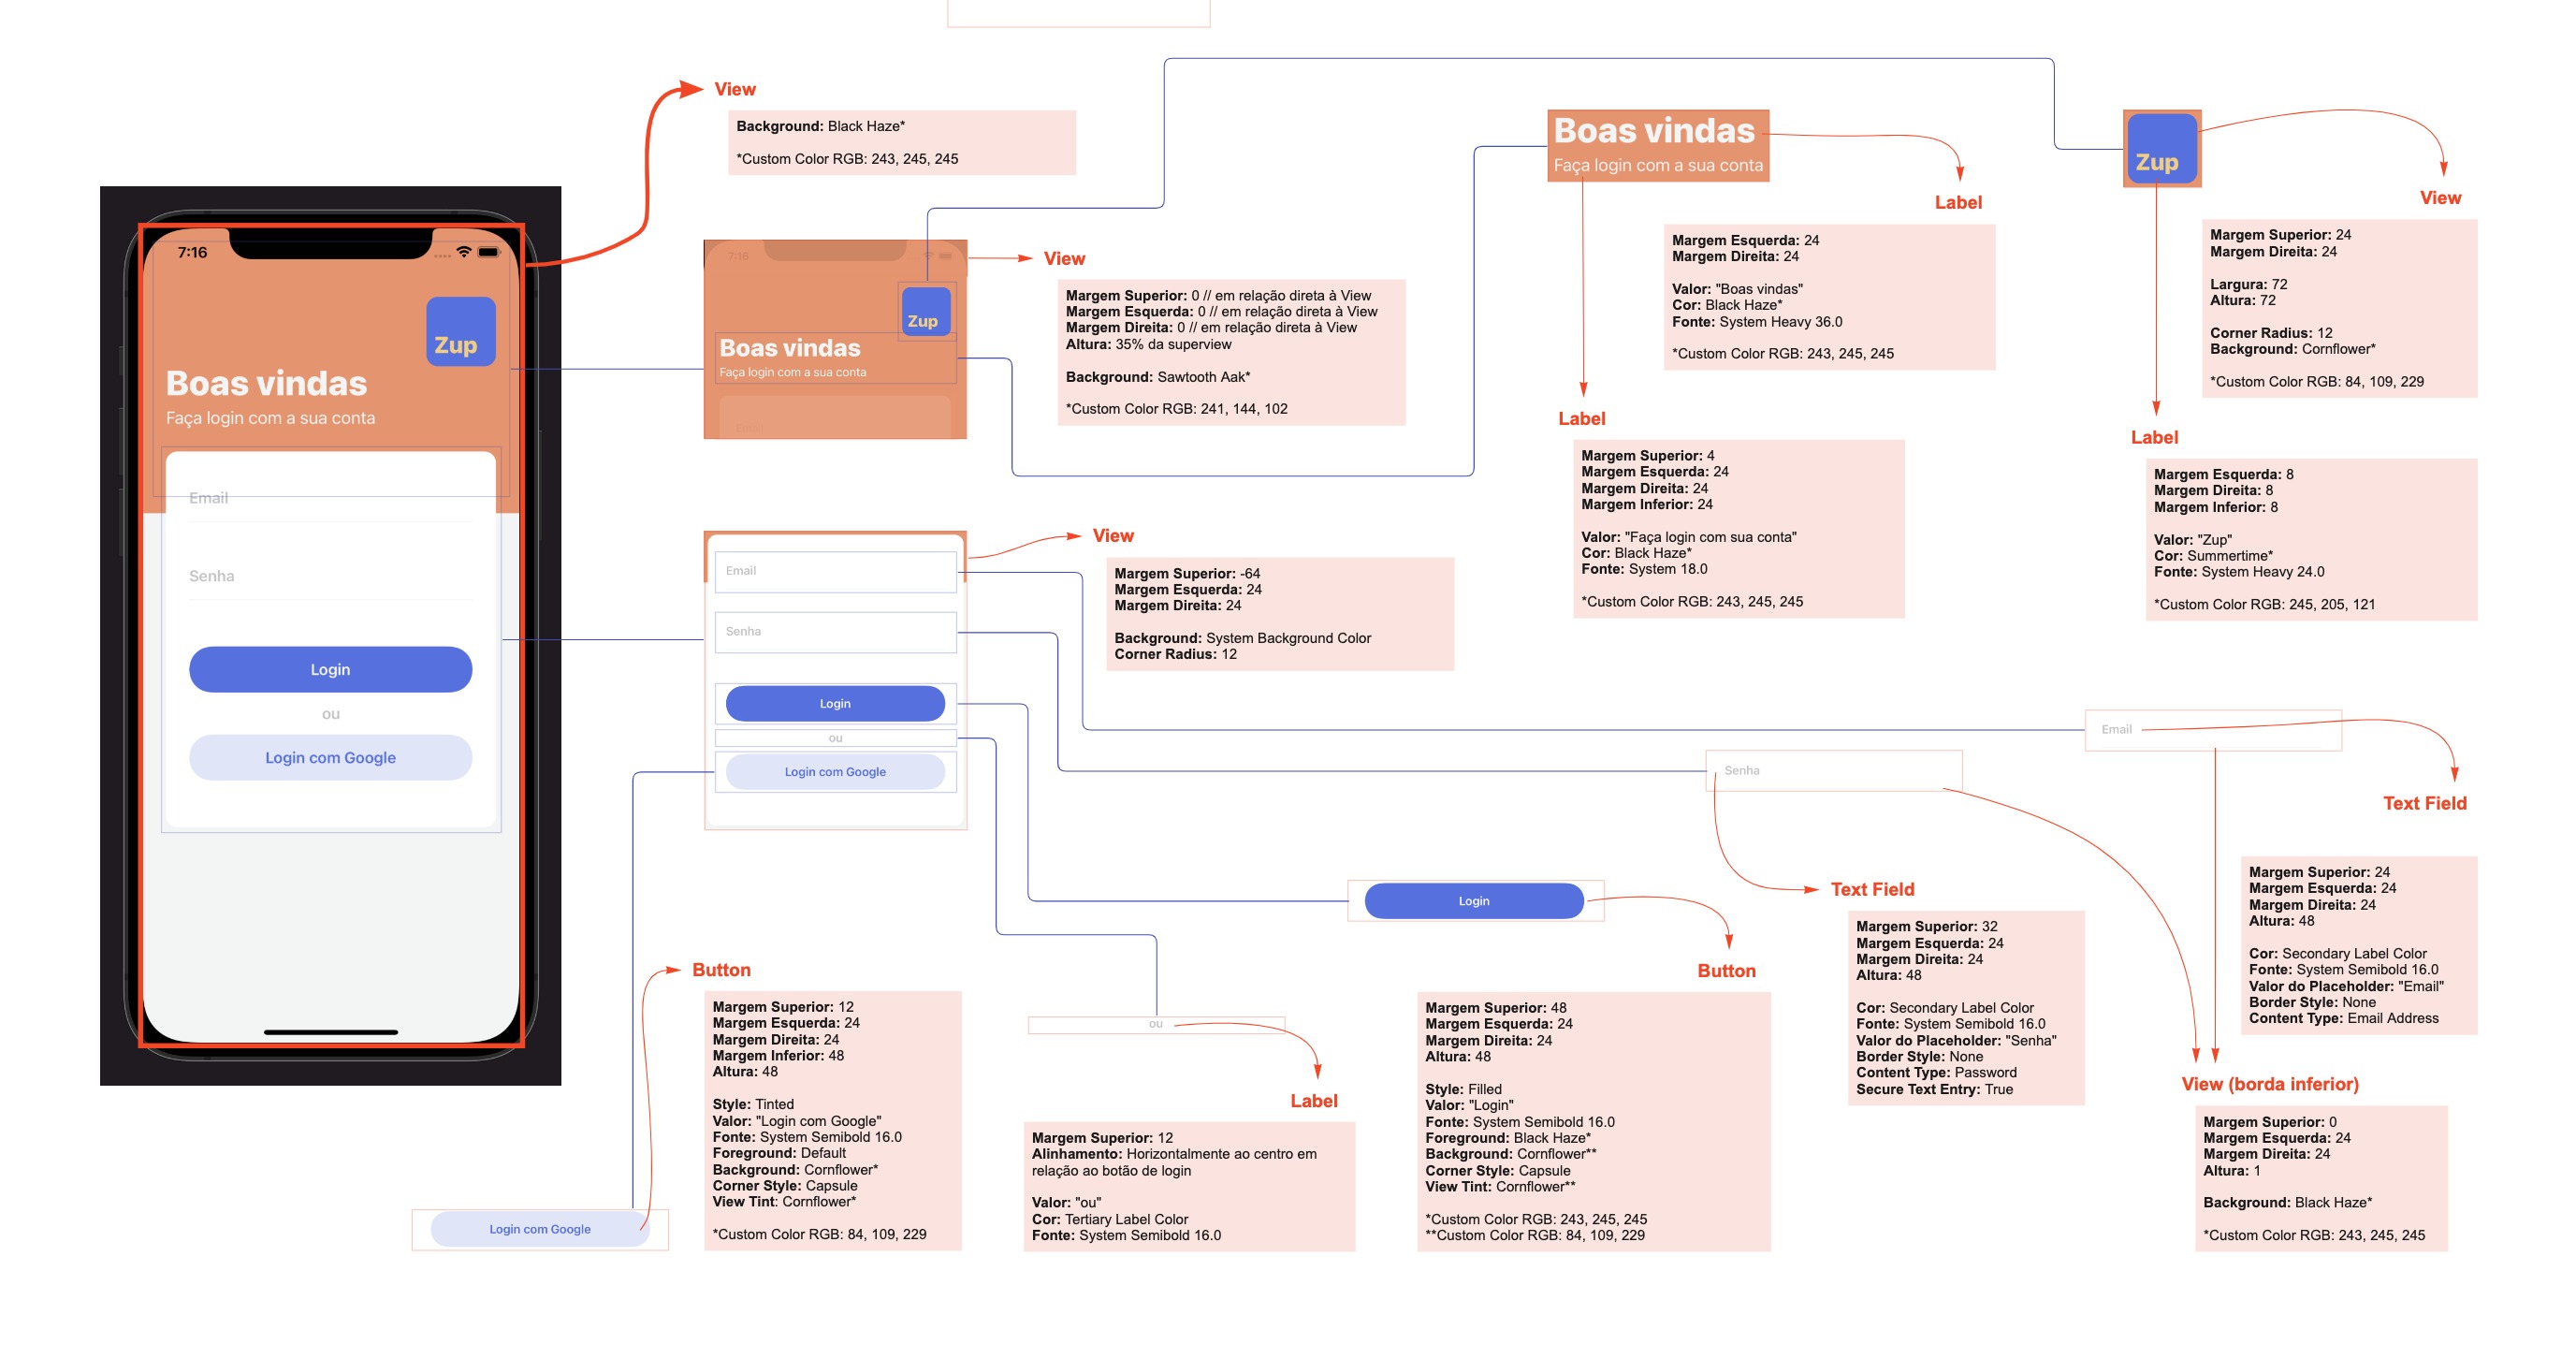 View
Background: Black Haze*
*Custom Color RGB: 243, 245, 245
7:16
Zup
Boas vindas
Faça login com a sua conta
Email
Senha
Login
ou
Login com Google
7:16
Zup
Boas vindas
Faça login com a sua conta
Email
View
Margem Superior: 0 // em relação direta à View
Margem Esquerda: 0 // em relação direta à View
Margem Direita: 0 // em relação direta à View
Altura: 35% da superview
Background: Sawtooth Aak*
*Custom Color RGB: 241, 144, 102
Boas vindas
Faça login com a sua conta
Label
Margem Esquerda: 24
Margem Direita: 24
Valor: "Boas vindas"
Cor: Black Haze*
Fonte: System Heavy 36.0
*Custom Color RGB: 243, 245, 245
Label
Margem Superior: 4
Margem Esquerda: 24
Margem Direita: 24
Margem Inferior: 24
Valor: "Faça login com sua conta"
Cor: Black Haze*
Fonte: System 18.0
*Custom Color RGB: 243, 245, 245
Zup
View
Margem Superior: 24
Margem Direita: 24
Largura: 72
Altura: 72
Corner Radius: 12
Background: Cornflower*
*Custom Color RGB: 84, 109, 229
Label
Margem Esquerda: 8
Margem Direita: 8
Margem Inferior: 8
Valor: "Zup"
Cor: Summertime*
Fonte: System Heavy 24.0
*Custom Color RGB: 245, 205, 121
Email
Senha
Login
ou
Login com Google
View
Margem Superior: -64
Margem Esquerda: 24
Margem Direita: 24
Background: System Background Color
Corner Radius: 12
Email
Text Field
Margem Superior: 24
Margem Esquerda: 24
Margem Direita: 24
Altura: 48
Cor: Secondary Label Color
Fonte: System Semibold 16.0
Valor do Placeholder: "Email"
Border Style: None
Content Type: Email Address
Senha
Text Field
Margem Superior: 32
Margem Esquerda: 24
Margem Direita: 24
Altura: 48
Cor: Secondary Label Color
Fonte: System Semibold 16.0
Valor do Placeholder: "Senha"
Border Style: None
Content Type: Password
Secure Text Entry: True
View (borda inferior)
Margem Superior: 0
Margem Esquerda: 24
Margem Direita: 24
Altura: 1
Background: Black Haze*
*Custom Color RGB: 243, 245, 245
Login
Button
Margem Superior: 48
Margem Esquerda: 24
Margem Direita: 24
Altura: 48
Style: Filled
Valor: "Login"
Fonte: System Semibold 16.0
Foreground: Black Haze*
Background: Cornflower**
Corner Style: Capsule
View Tint: Cornflower**
*Custom Color RGB: 243, 245, 245
**Custom Color RGB: 84, 109, 229
ou
Label
Margem Superior: 12
Alinhamento: Horizontalmente ao centro em
relação ao botão de login
Valor: "ou"
Cor: Tertiary Label Color
Fonte: System Semibold 16.0
Button
Margem Superior: 12
Margem Esquerda: 24
Margem Direita: 24
Margem Inferior: 48
Altura: 48
Style: Tinted
Valor: "Login com Google"
Fonte: System Semibold 16.0
Foreground: Default
Background: Cornflower*
Corner Style: Capsule
View Tint: Cornflower*
*Custom Color RGB: 84, 109, 229
Login com Google